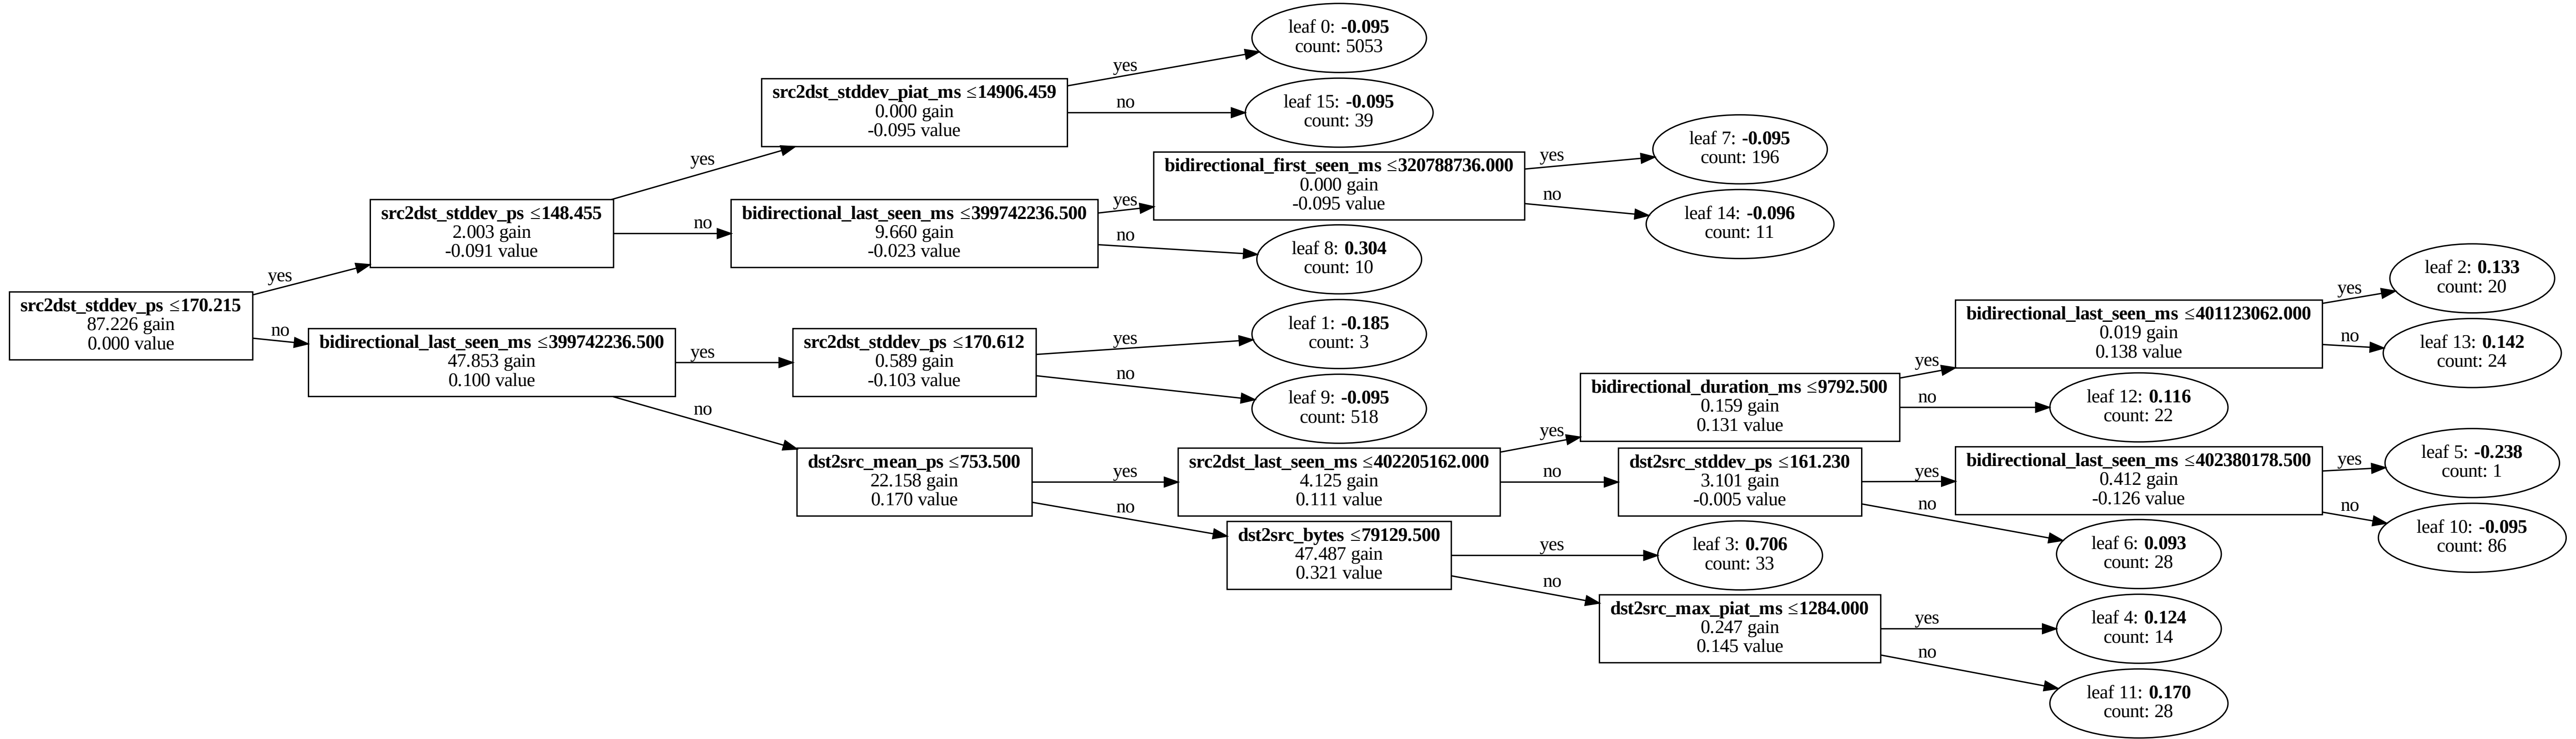 src2dst_stddev_ps ≤170.215
87.226 gain
0.000 value
yes
no
src2dst_stddev_ps ≤148.455
2.003 gain
-0.091 value
yes
no
src2dst_stddev_piat_ms ≤14906.459
0.000 gain
-0.095 value
yes
no
leaf 0: -0.095
count: 5053
leaf 15: -0.095
count: 39
bidirectional_last_seen_ms ≤399742236.500
9.660 gain
-0.023 value
yes
no
bidirectional_first_seen_ms ≤320788736.000
0.000 gain
-0.095 value
yes
no
leaf 7: -0.095
count: 196
leaf 14: -0.096
count: 11
leaf 8: 0.304
count: 10
bidirectional_last_seen_ms ≤399742236.500
47.853 gain
0.100 value
yes
no
src2dst_stddev_ps ≤170.612
0.589 gain
-0.103 value
yes
no
leaf 1: -0.185
count: 3
leaf 9: -0.095
count: 518
dst2src_mean_ps ≤753.500
22.158 gain
0.170 value
yes
no
src2dst_last_seen_ms ≤402205162.000
4.125 gain
0.111 value
yes
no
bidirectional_duration_ms ≤9792.500
0.159 gain
0.131 value
yes
no
bidirectional_last_seen_ms ≤401123062.000
0.019 gain
0.138 value
yes
no
leaf 2: 0.133
count: 20
leaf 13: 0.142
count: 24
leaf 12: 0.116
count: 22
dst2src_stddev_ps ≤161.230
3.101 gain
-0.005 value
yes
no
bidirectional_last_seen_ms ≤402380178.500
0.412 gain
-0.126 value
yes
no
leaf 5: -0.238
count: 1
leaf 10: -0.095
count: 86
leaf 6: 0.093
count: 28
dst2src_bytes ≤79129.500
47.487 gain
0.321 value
yes
no
leaf 3: 0.706
count: 33
dst2src_max_piat_ms ≤1284.000
0.247 gain
0.145 value
yes
no
leaf 4: 0.124
count: 14
leaf 11: 0.170
count: 28